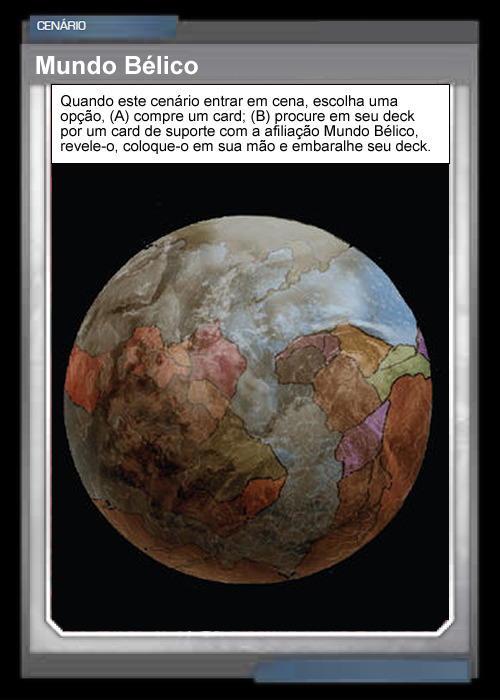 CENÁRIO
Mundo Bélico
Quando este cenário entrar em cena, escolha uma
opção, (A) compre um card; (B) procure em seu deck
por um card de suporte com a afiliação Mundo Bélico,
revele-o, coloque-o em sua mão e embaralhe seu deck.